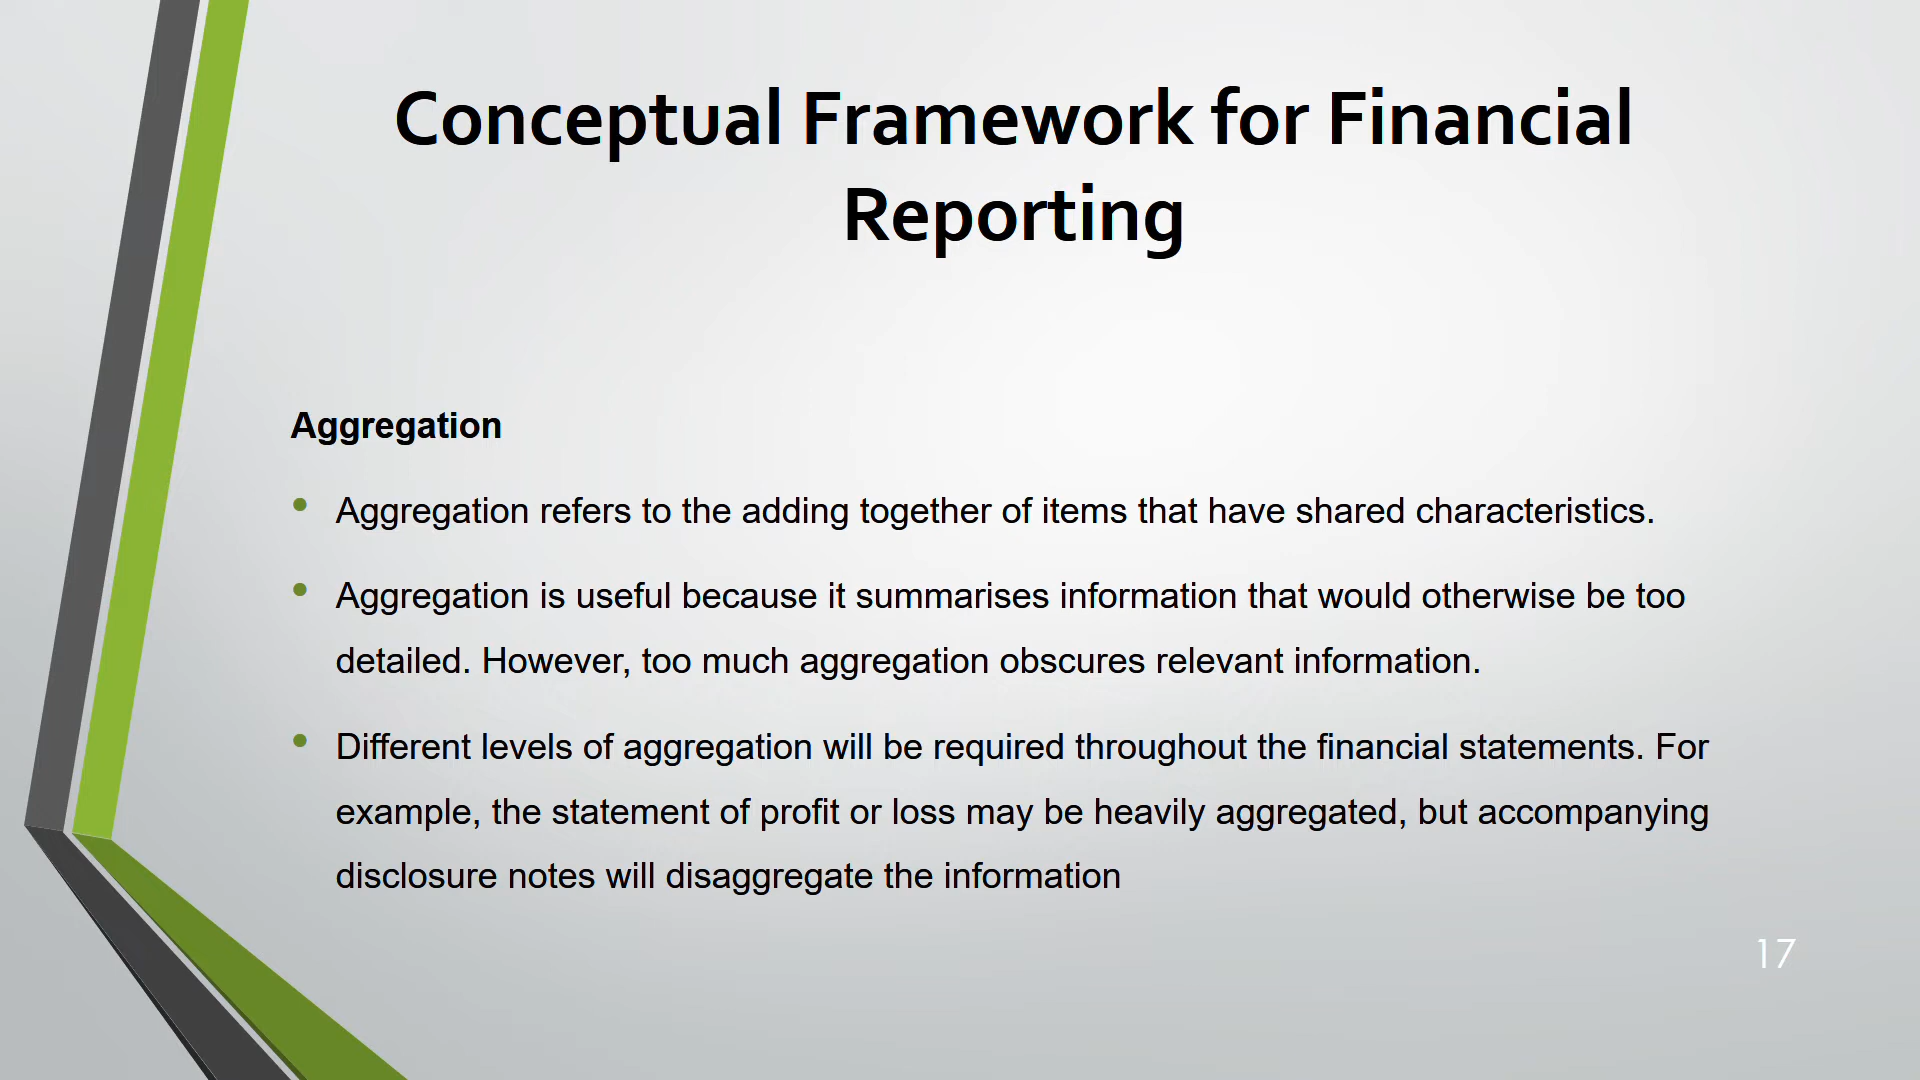 Conceptual Framework for Financial
Reporting
Aggregation
• Aggregation refers to the adding together of items that have shared characteristics.
• Aggregation is useful because it summarises information that would otherwise be too
detailed. However, too much aggregation obscures relevant information.
• Different levels of aggregation will be required throughout the financial statements. For
example, the statement of profit or loss may be heavily aggregated, but accompanying
disclosure notes will disaggregate the information
17